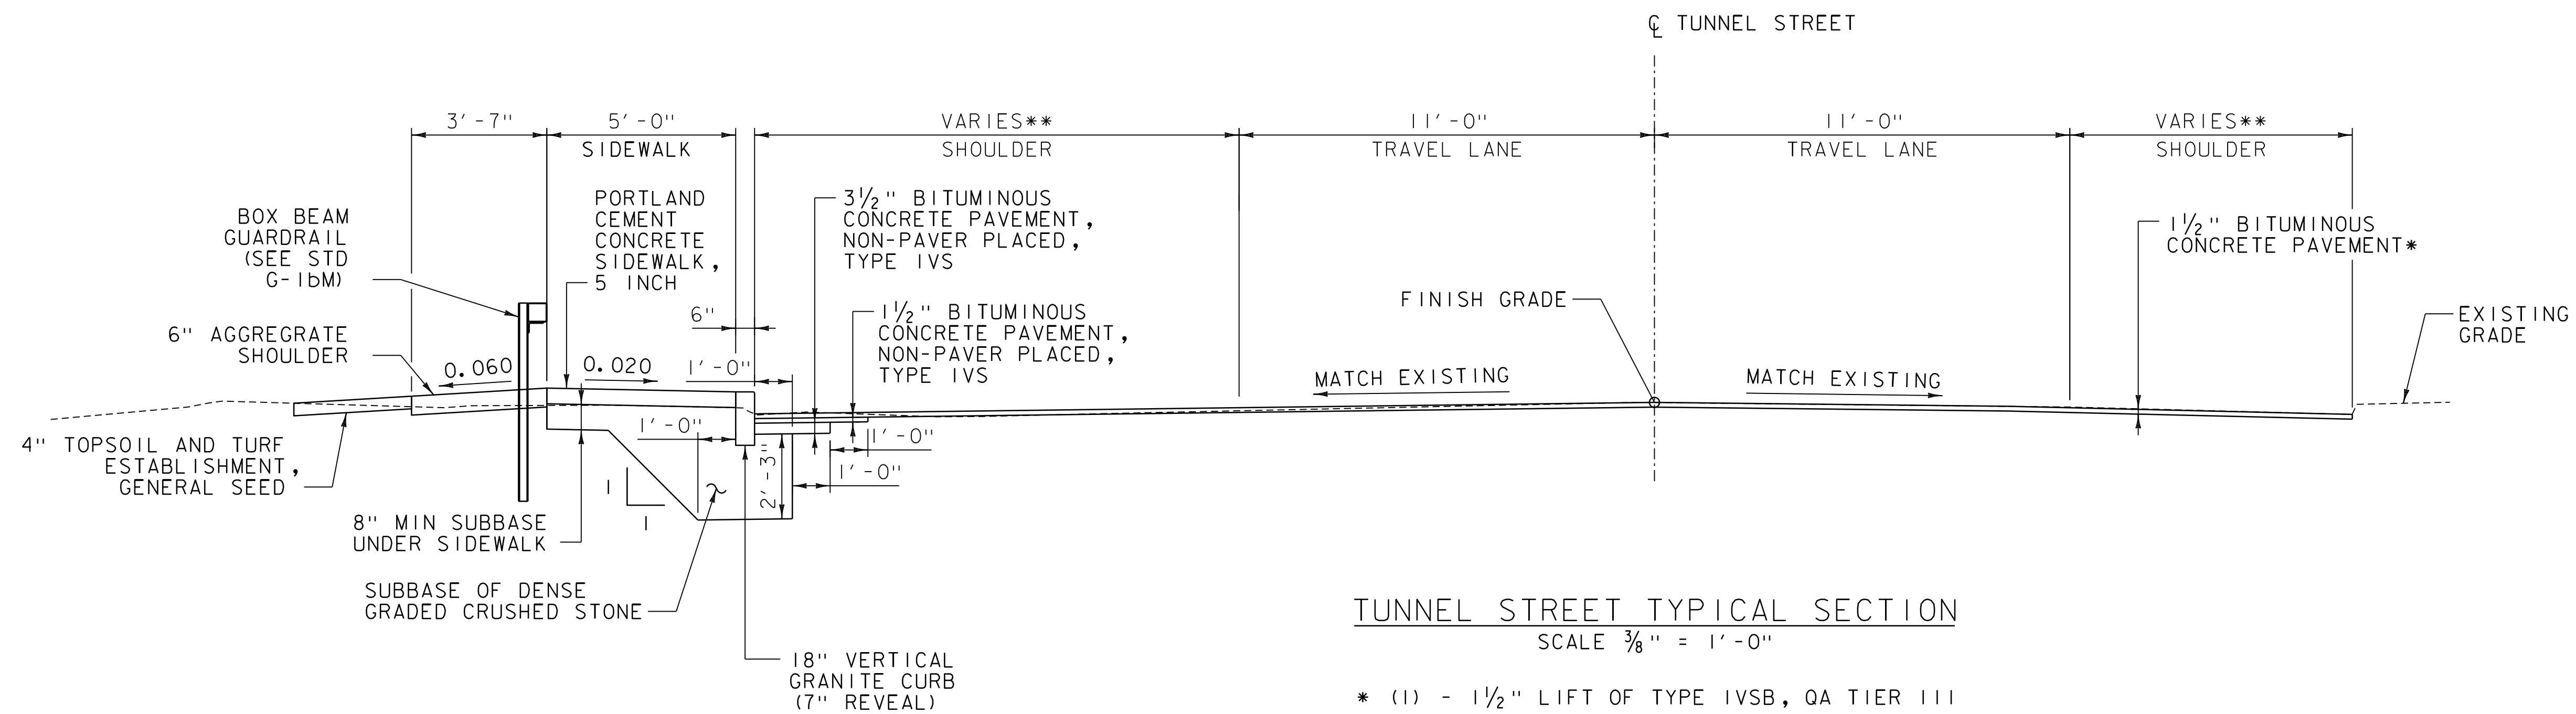 ℄ TUNNEL STREET
3'-7"
5'-0"
SIDEWALK
VARIES**
SHOULDER
11'-0"
TRAVEL LANE
11'-0"
TRAVEL LANE
VARIES**
SHOULDER
BOX BEAM
GUARDRAIL
(SEE STD
G-1bM)
PORTLAND
CEMENT
CONCRETE
SIDEWALK,
5 INCH
3½" BITUMINOUS
CONCRETE PAVEMENT,
NON-PAVER PLACED,
TYPE IVS
1½" BITUMINOUS
CONCRETE PAVEMENT*
6"
1½" BITUMINOUS
CONCRETE PAVEMENT,
NON-PAVER PLACED,
TYPE IVS
FINISH GRADE
EXISTING
GRADE
6" AGGREGRATE
SHOULDER
0.060
0.020
1'-0"
MATCH EXISTING
MATCH EXISTING
4" TOPSOIL AND TURF
ESTABLISHMENT,
GENERAL SEED
1'-0"
1'-0"
1'-0"
2'-3"
1
1
8" MIN SUBBASE
UNDER SIDEWALK
SUBBASE OF DENSE
GRADED CRUSHED STONE
18" VERTICAL
GRANITE CURB
(7" REVEAL)
TUNNEL STREET TYPICAL SECTION
SCALE ⅜" = 1'-0"
* (1) - 1½" LIFT OF TYPE IVSB, QA TIER III